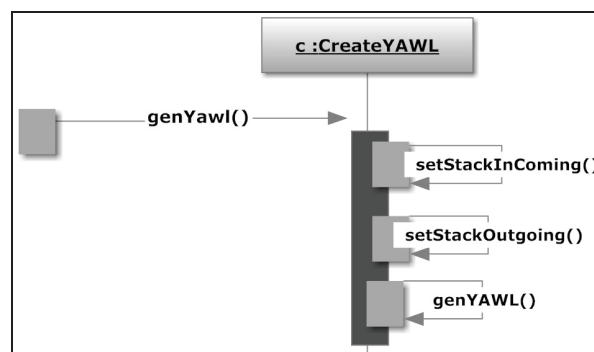 c :CreateYAWL
genYawl()
setStackInComing()
setStackOutgoing()
genYAWL()